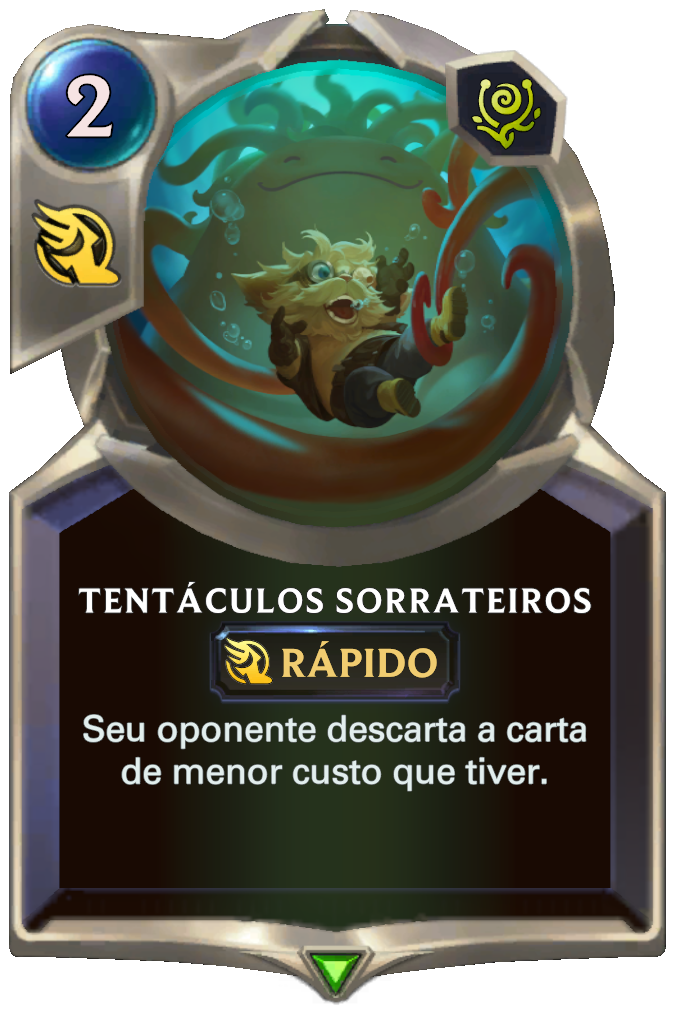 2
TENTÁCULOS SORRATEIROS
RÁPIDO
Seu oponente descarta a carta
de menor custo que tiver.